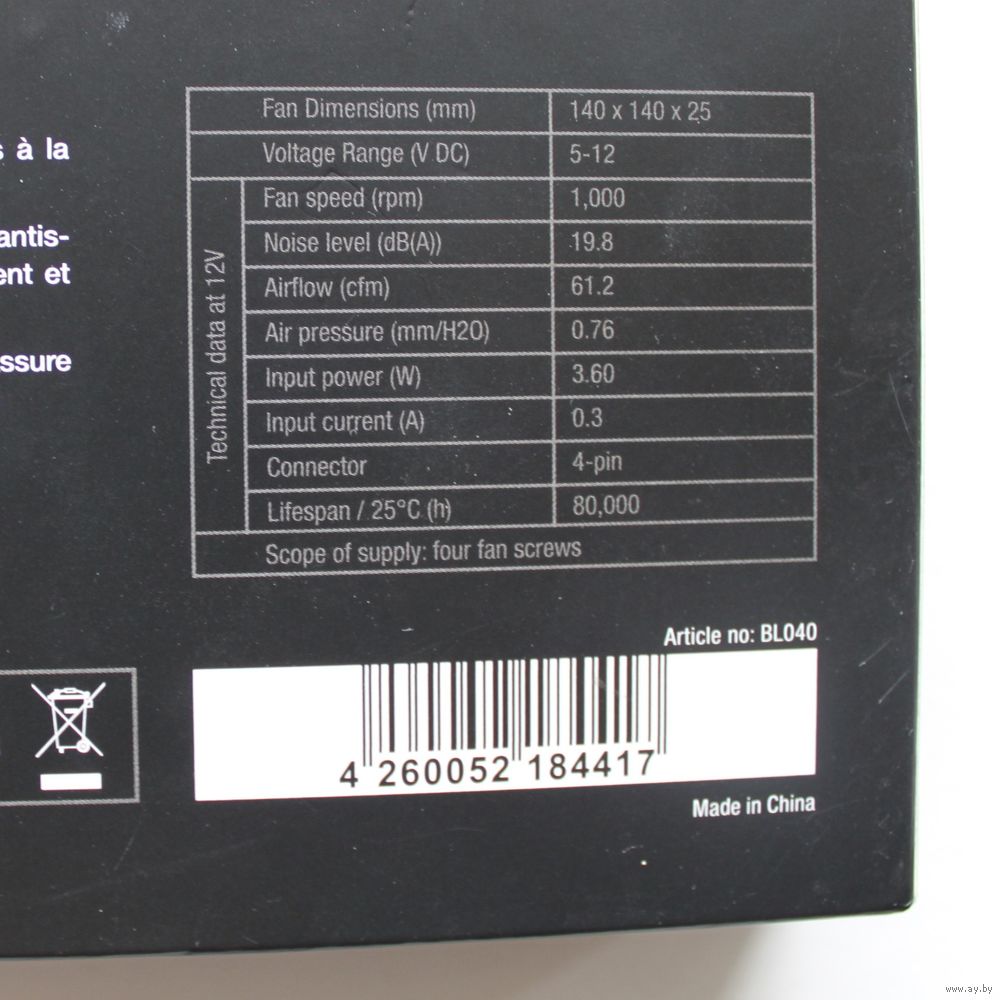 s à la
antis-
ent et
ssure
Fan Dimensions (mm) 140 x 140 x 25
Voltage Range (V DC) 5-12
Technical data at 12V
Fan speed (rpm) 1,000
Noise level (dB(A)) 19.8
Airflow (cfm) 61.2
Air pressure (mm/H2O) 0.76
Input power (W) 3.60
Input current (A) 0.3
Connector 4-pin
Lifespan / 25°C (h) 80,000
Scope of supply: four fan screws
Article no: BL040
4 260052 184417
Made in China
www.ay.by